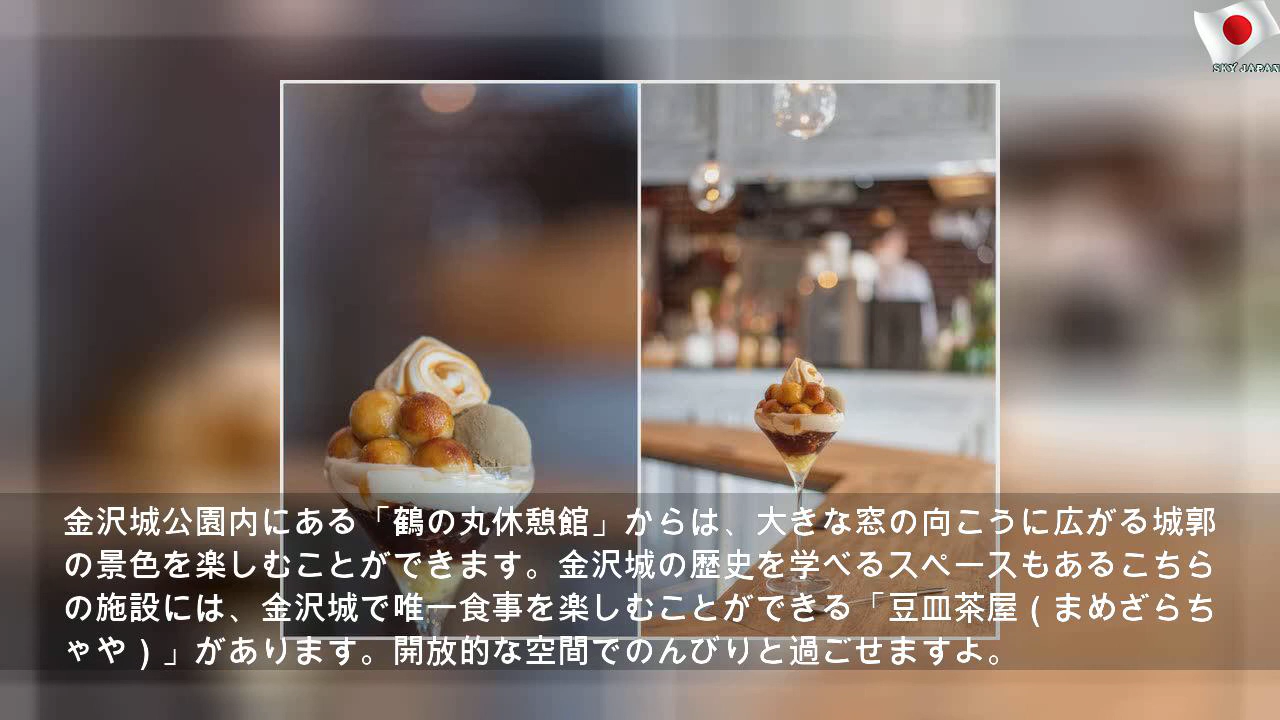 SKY JAPAN
金沢城公園内にある「鶴の丸休憩館」からは、大きな窓の向こうに広がる城郭
の景色を楽しむことができます。金沢城の歴史を学べるスペースもあるこちら
の施設には、金沢城で唯一食事を楽しむことができる「豆皿茶屋(まめざらち
ゃや)」があります。開放的な空間でのんびりと過ごせますよ。